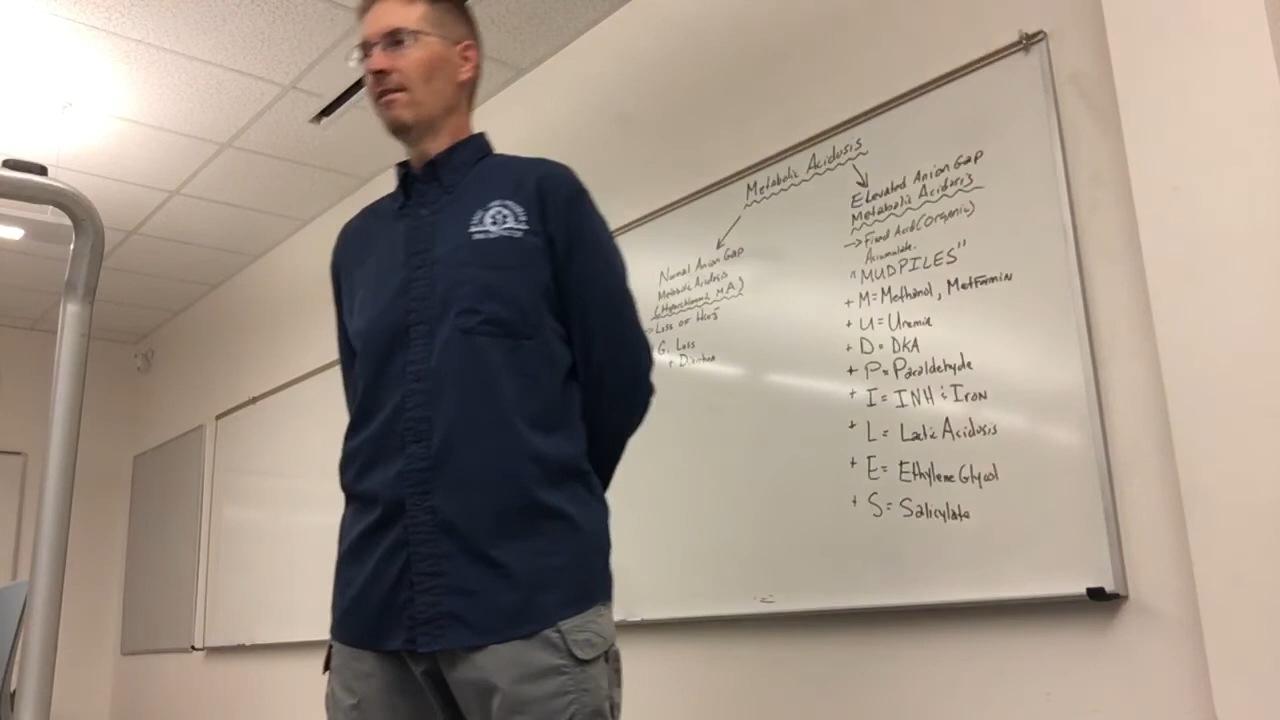 Metabolic Acidosis
Normal Anion Gap
Metabolic Acidosis
(Hyperchloremic M.A.)
-> Loss of HCO3-
G. Loss
Elevated Anion Gap
Metabolic Acidosis
-> Fixed Acid (Organic)
Accumulate.
"MUDPILES"
+ M= Methanol, Metformin
+ U= Uremia
+ D= DKA
+ P= Paraldehyde
+ I= INH & Iron
+ L= Lactic Acidosis
+ E= Ethylene Glycol
+ S= Salicylate